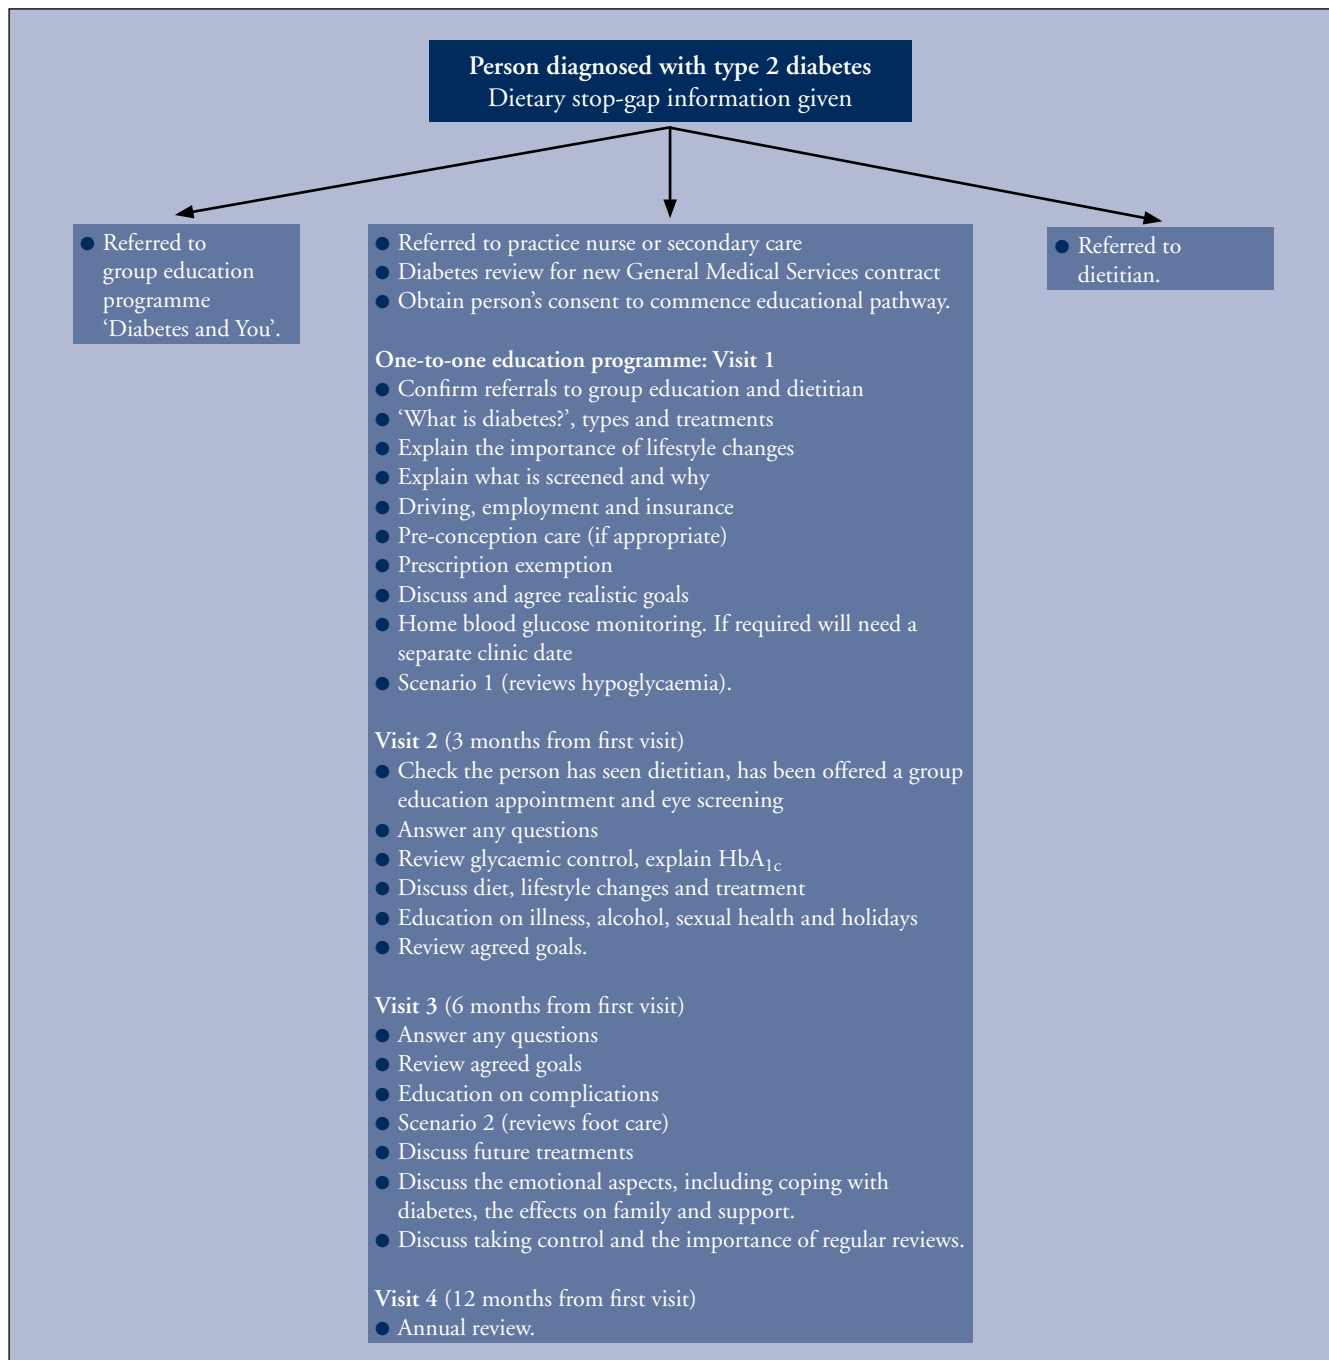 Person diagnosed with type 2 diabetes
Dietary stop-gap information given
● Referred to
group education
programme
‘Diabetes and You’.
● Referred to practice nurse or secondary care
● Diabetes review for new General Medical Services contract
● Obtain person’s consent to commence educational pathway.
One-to-one education programme: Visit 1
● Confirm referrals to group education and dietitian
● ‘What is diabetes?’, types and treatments
● Explain the importance of lifestyle changes
● Explain what is screened and why
● Driving, employment and insurance
● Pre-conception care (if appropriate)
● Prescription exemption
● Discuss and agree realistic goals
● Home blood glucose monitoring. If required will need a
separate clinic date
● Scenario 1 (reviews hypoglycaemia).
Visit 2 (3 months from first visit)
● Check the person has seen dietitian, has been offered a group
education appointment and eye screening
● Answer any questions
● Review glycaemic control, explain HbA1c
● Discuss diet, lifestyle changes and treatment
● Education on illness, alcohol, sexual health and holidays
● Review agreed goals.
Visit 3 (6 months from first visit)
● Answer any questions
● Review agreed goals
● Education on complications
● Scenario 2 (reviews foot care)
● Discuss future treatments
● Discuss the emotional aspects, including coping with
diabetes, the effects on family and support.
● Discuss taking control and the importance of regular reviews.
Visit 4 (12 months from first visit)
● Annual review.
● Referred to
dietitian.